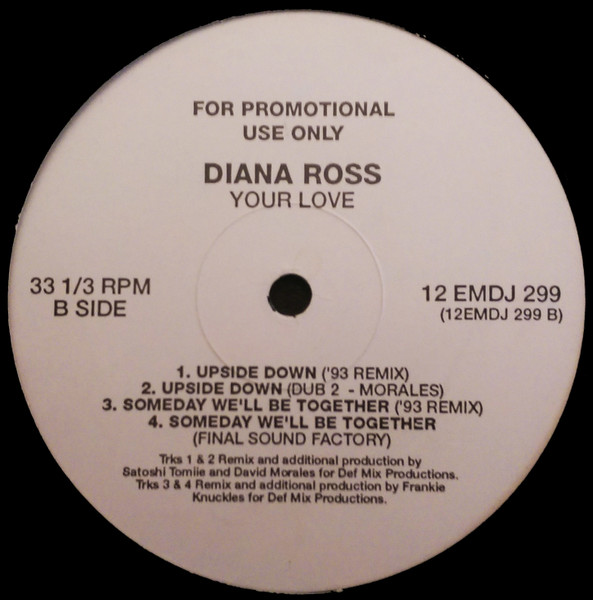 FOR PROMOTIONAL
USE ONLY
DIANA ROSS
YOUR LOVE
33 1/3 RPM
B SIDE
12 EMDJ 299
(12EMDJ 299 B)
1. UPSIDE DOWN ('93 REMIX)
2. UPSIDE DOWN (DUB 2 - MORALES)
3. SOMEDAY WE'LL BE TOGETHER ('93 REMIX)
4. SOMEDAY WE'LL BE TOGETHER
(FINAL SOUND FACTORY)
Trks 1 & 2 Remix and additional production by
Satoshi Tomiie and David Morales for Def Mix Productions.
Trks 3 & 4 Remix and additional production by Frankie
Knuckles for Def Mix Productions.